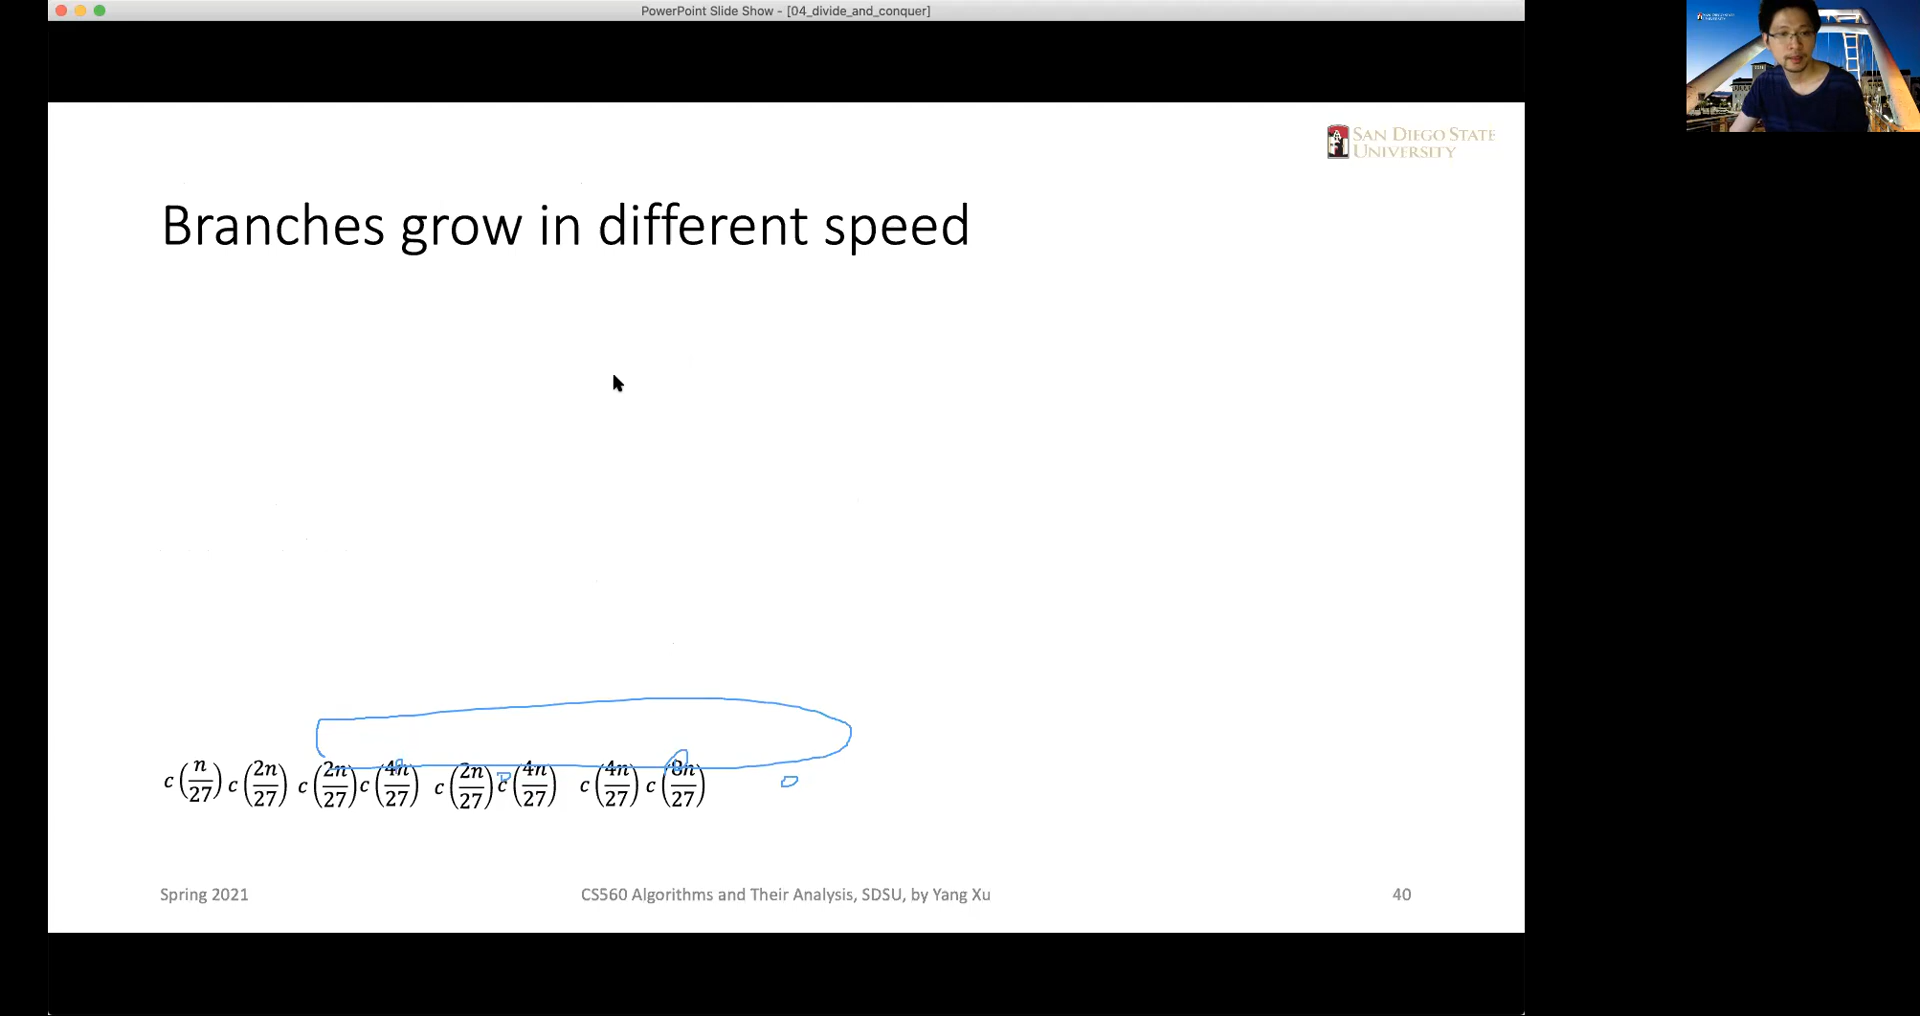 PowerPoint Slide Show - [04_divide_and_conquer]
SAN DIEGO STATE
UNIVERSITY
Branches grow in different speed
c(n/27) c(2n/27) c(2n/27) c(4n/27) c(2n/27) c(4n/27) c(4n/27) c(8n/27)
Spring 2021
CS560 Algorithms and Their Analysis, SDSU, by Yang Xu
40